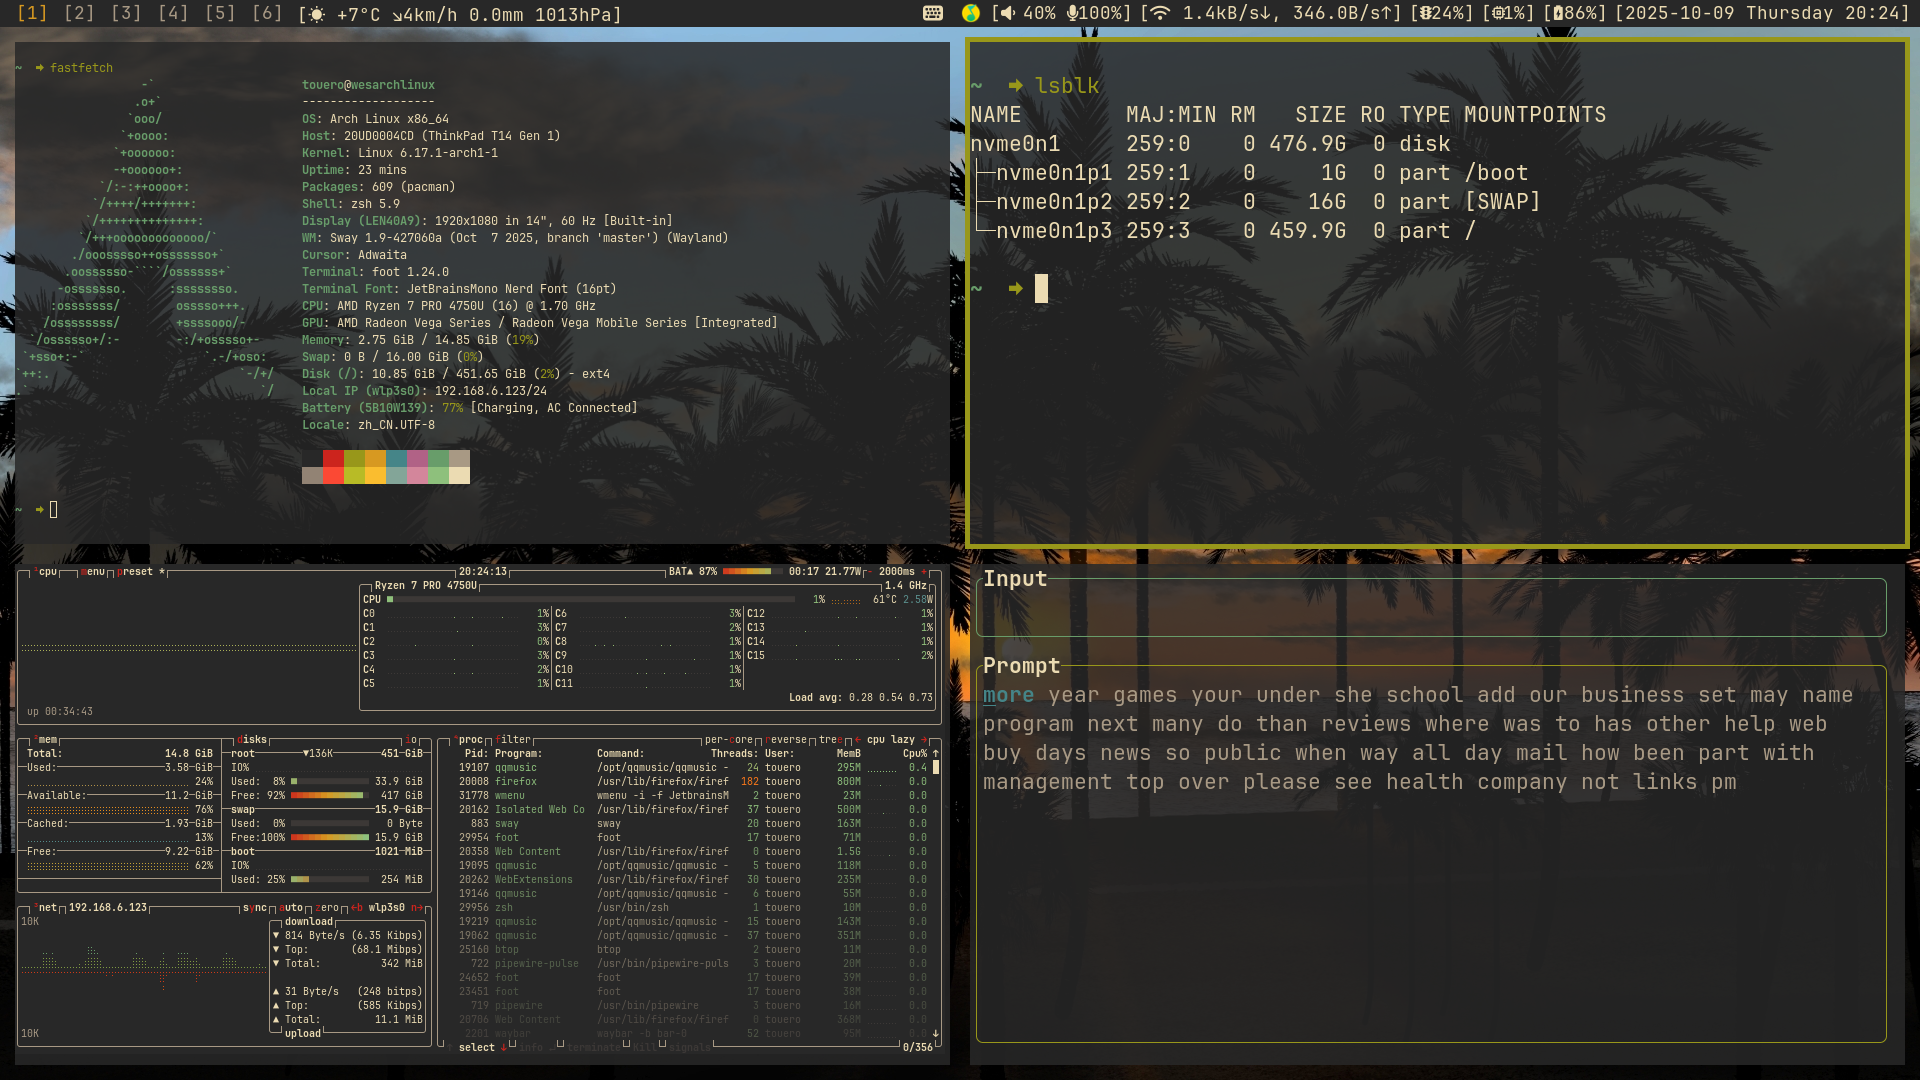 [1] [2] [3] [4] [5] [6] [ +7°C ↘4km/h 0.0mm 1013hPa] [ 40% 100%] [ 1.4kB/s↓, 346.0B/s↑] [ 24%] [ 1%] [ 86%] [2025-10-09 Thursday 20:24]
~ ➜ fastfetch
touero@wesarchlinux
-------------------
OS: Arch Linux x86_64
Host: 20UD0004CD (ThinkPad T14 Gen 1)
Kernel: Linux 6.17.1-arch1-1
Uptime: 23 mins
Packages: 609 (pacman)
Shell: zsh 5.9
Display (LEN40A9): 1920x1080 in 14", 60 Hz [Built-in]
WM: Sway 1.9-427060a (Oct  7 2025, branch 'master') (Wayland)
Cursor: Adwaita
Terminal: foot 1.24.0
Terminal Font: JetBrainsMono Nerd Font (16pt)
CPU: AMD Ryzen 7 PRO 4750U (16) @ 1.70 GHz
GPU: AMD Radeon Vega Series / Radeon Vega Mobile Series [Integrated]
Memory: 2.75 GiB / 14.85 GiB (19%)
Swap: 0 B / 16.00 GiB (0%)
Disk (/): 10.85 GiB / 451.65 GiB (2%) - ext4
Local IP (wlp3s0): 192.168.6.123/24
Battery (5B10W139): 77% [Charging, AC Connected]
Locale: zh_CN.UTF-8
~ ➜
~ ➜ lsblk
NAME        MAJ:MIN RM   SIZE RO TYPE MOUNTPOINTS
nvme0n1     259:0    0 476.9G  0 disk
├─nvme0n1p1 259:1    0     1G  0 part /boot
├─nvme0n1p2 259:2    0    16G  0 part [SWAP]
└─nvme0n1p3 259:3    0 459.9G  0 part /
~ ➜
¹cpu menu preset * 20:24:13 BAT▲ 87% 00:17 21.77W - 2000ms +
Ryzen 7 PRO 4750U 1.4 GHz
CPU 1% 61°C 2.58W
C0 1% C6 3% C12 1%
C1 3% C7 2% C13 1%
C2 0% C8 1% C14 1%
C3 3% C9 1% C15 2%
C4 2% C10 1%
C5 1% C11 1%
Load avg: 0.28 0.54 0.73
up 00:34:43
²mem
Total: 14.8 GiB
Used: 3.58 GiB
24%
Available: 11.2 GiB
76%
Cached: 1.93 GiB
13%
Free: 9.22 GiB
62%
disks io
root ▼136K 451 GiB
IO%
Used: 8% 33.9 GiB
Free: 92% 417 GiB
swap 15.9 GiB
Used: 0% 0 Byte
Free:100% 15.9 GiB
boot 1021 MiB
IO%
Used: 25% 254 MiB
³net 192.168.6.123 sync auto zero ←b wlp3s0 n→
10K
10K
download
▼ 814 Byte/s (6.35 Kibps)
▼ Top: (68.1 Mibps)
▼ Total: 342 MiB
▲ 31 Byte/s (248 bitps)
▲ Top: (585 Kibps)
▲ Total: 11.1 MiB
upload
⁴proc filter per-core reverse tree ← cpu lazy →
Pid: Program: Command: Threads: User: MemB Cpu% ↑
19107 qqmusic /opt/qqmusic/qqmusic - 24 touero 295M 0.4
20008 firefox /usr/lib/firefox/firef 182 touero 800M 0.0
31778 wmenu wmenu -i -f JetbrainsM 2 touero 23M 0.0
20162 Isolated Web Co /usr/lib/firefox/firef 37 touero 500M 0.0
883 sway sway 20 touero 163M 0.0
29954 foot foot 17 touero 71M 0.0
20358 Web Content /usr/lib/firefox/firef 0 touero 1.5G 0.0
19095 qqmusic /opt/qqmusic/qqmusic - 5 touero 118M 0.0
20262 WebExtensions /usr/lib/firefox/firef 30 touero 235M 0.0
19146 qqmusic /opt/qqmusic/qqmusic - 6 touero 55M 0.0
29956 zsh /usr/bin/zsh 1 touero 10M 0.0
19219 qqmusic /opt/qqmusic/qqmusic - 15 touero 143M 0.0
19062 qqmusic /opt/qqmusic/qqmusic - 37 touero 351M 0.0
25160 btop btop 2 touero 11M 0.0
722 pipewire-pulse /usr/bin/pipewire-puls 3 touero 20M 0.0
24652 foot foot 17 touero 39M 0.0
23451 foot foot 17 touero 38M 0.0
719 pipewire /usr/bin/pipewire 3 touero 16M 0.0
20706 Web Content /usr/lib/firefox/firef 0 touero 368M 0.0
2201 waybar waybar -b bar-0 52 touero 95M 0.0 ↓
↑ select ↓ info ↵ terminate Kill signals 0/356
Input
Prompt
more year games your under she school add our business set may name
program next many do than reviews where was to has other help web
buy days news so public when way all day mail how been part with
management top over please see health company not links pm